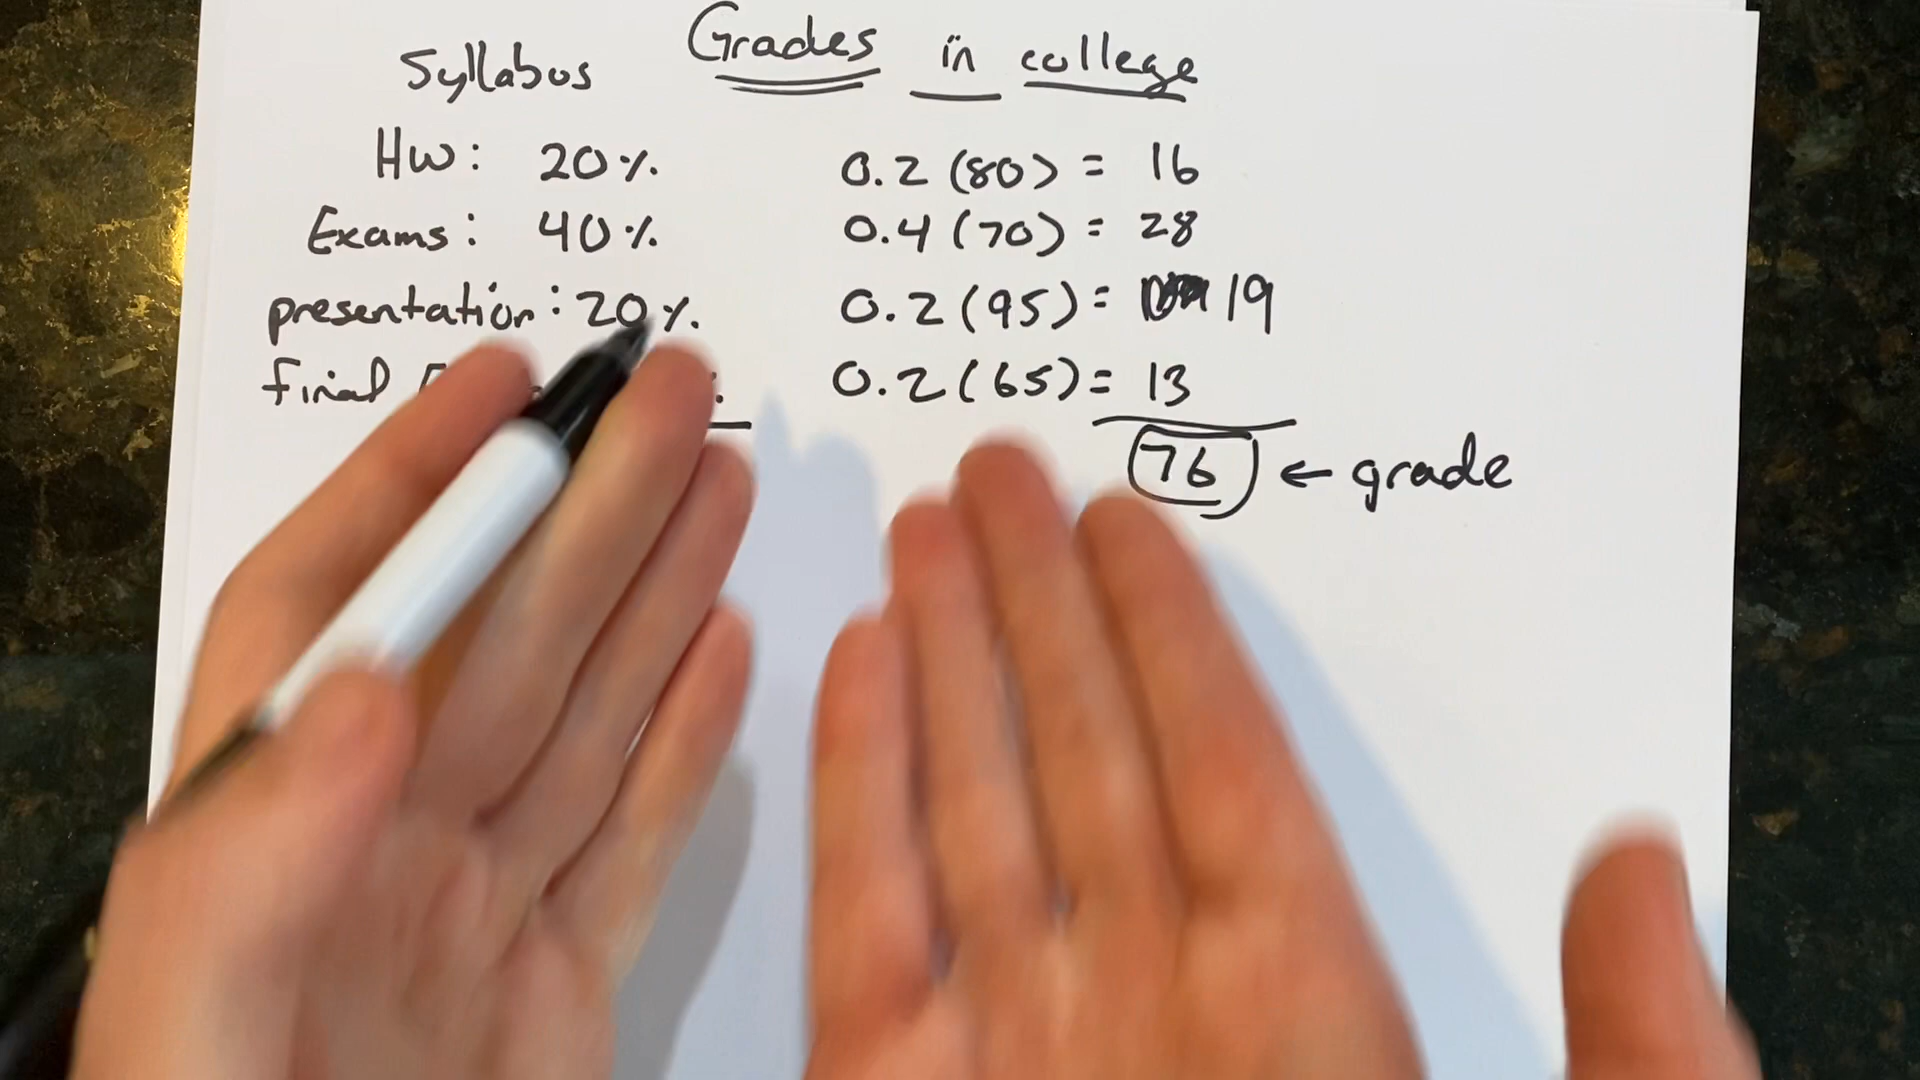 Grades in college
Syllabus
Hw: 20% 0.2 (80) = 16
Exams: 40% 0.4 (70) = 28
presentation: 20% 0.2 (95) = 19
final 0.2 (65) = 13
76 ← grade